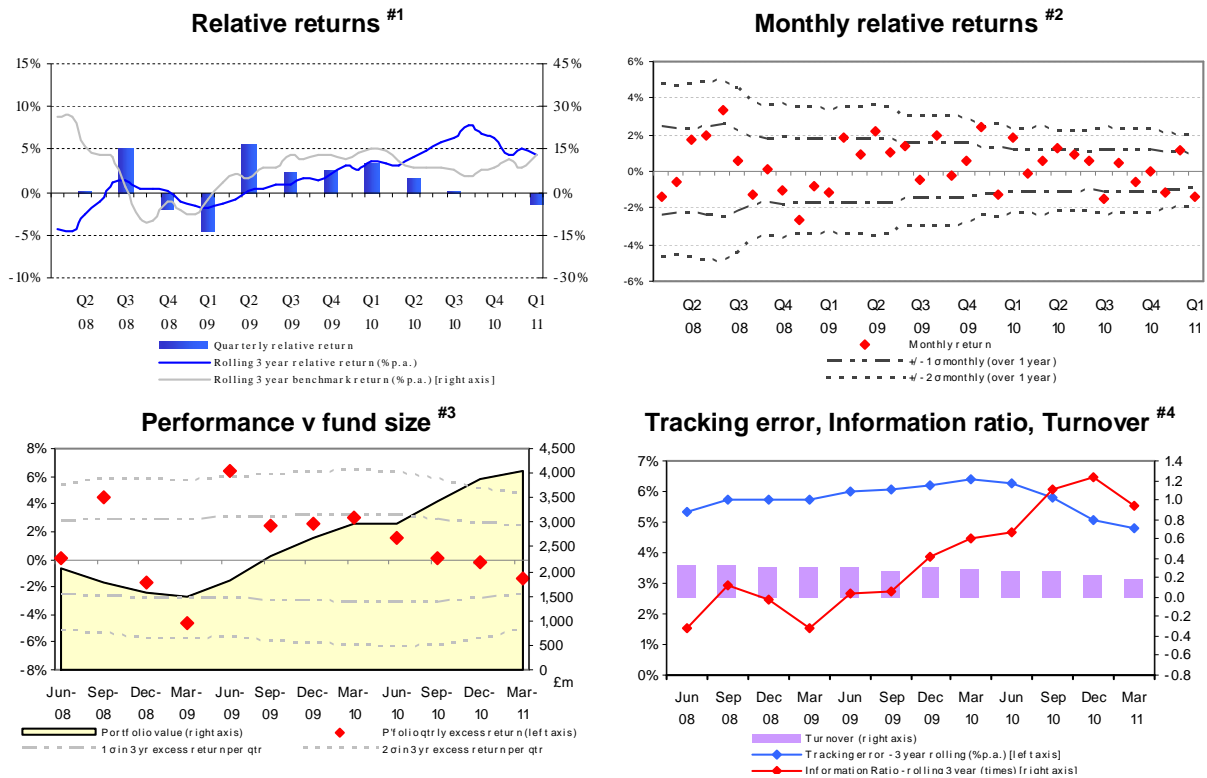 Relative returns #1
15%
10%
5%
0%
-5%
-10%
45%
30%
15%
0%
-15%
-30%
Q2 Q3 Q4 Q1 Q2 Q3 Q4 Q1 Q2 Q3 Q4 Q1
08 08 08 09 09 09 09 10 10 10 10 11
Quarterly relative return
Rolling 3 year relative return (% p.a.)
Rolling 3 year benchmark return (% p.a.) [right axis]
Monthly relative returns #2
6%
4%
2%
0%
-2%
-4%
-6%
Q2 Q3 Q4 Q1 Q2 Q3 Q4 Q1 Q2 Q3 Q4 Q1
08 08 08 09 09 09 09 10 10 10 10 11
Monthly return
+/- 1 σ monthly (over 1 year)
+/- 2 σ monthly (over 1 year)
Performance v fund size #3
8%
6%
4%
2%
0%
-2%
-4%
-6%
-8%
4,500
4,000
3,500
3,000
2,500
2,000
1,500
1,000
500
0
£m
Jun- Sep- Dec- Mar- Jun- Sep- Dec- Mar- Jun- Sep- Dec- Mar-
08 08 08 09 09 09 09 10 10 10 10 11
Portfolio value (right axis)
P'folio qtrly excess return (left axis)
1 σ in 3 yr excess return per qtr
2 σ in 3 yr excess return per qtr
Tracking error, Information ratio, Turnover #4
7%
6%
5%
4%
3%
2%
1%
0%
1.4
1.2
1.0
0.8
0.6
0.4
0.2
0.0
-0.2
-0.4
-0.6
-0.8
Jun Sep Dec Mar Jun Sep Dec Mar Jun Sep Dec Mar
08 08 08 09 09 09 09 10 10 10 10 11
Turnover (right axis)
Tracking error - 3 year rolling (% p.a.) [left axis]
Information Ratio - rolling 3 year (times) [right axis]